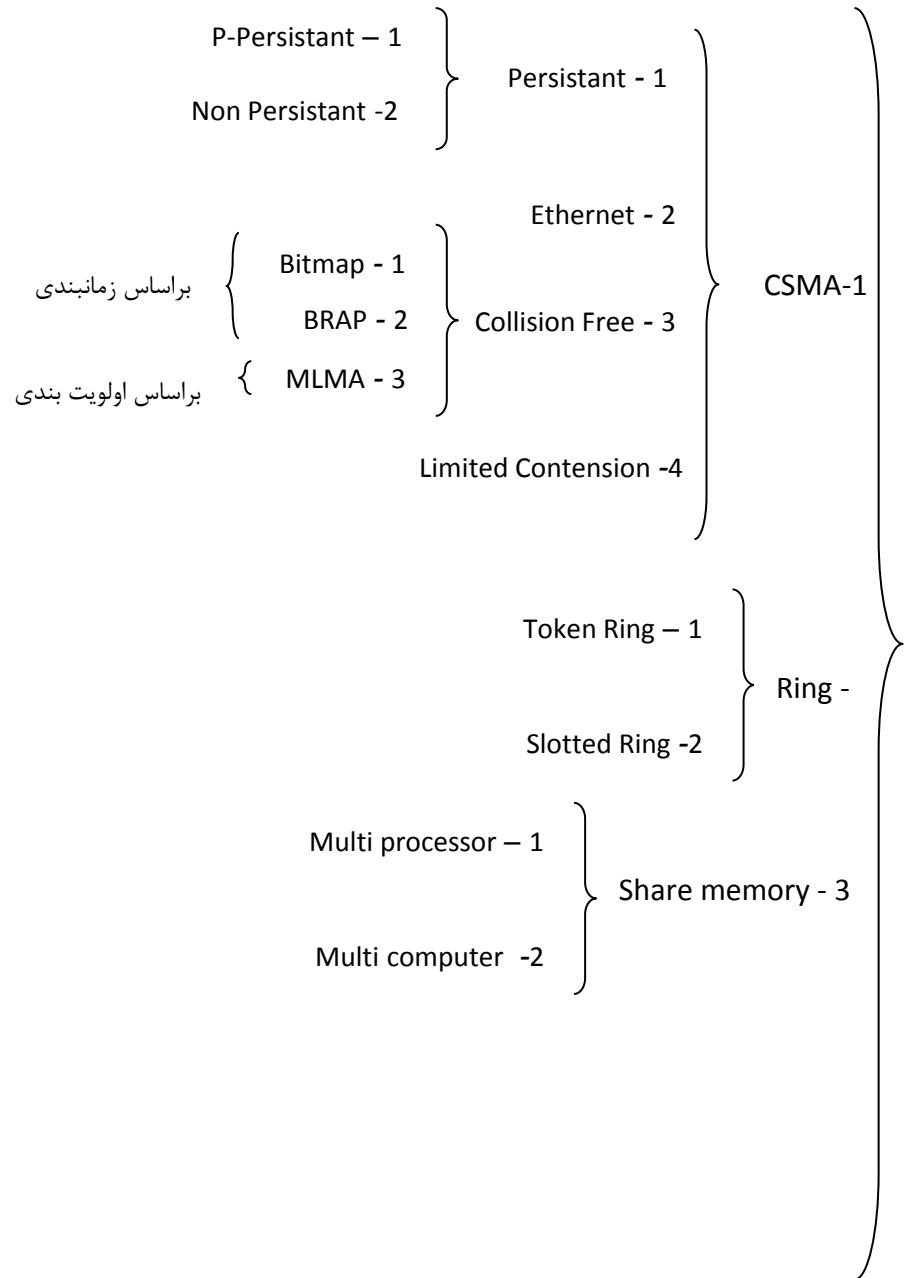 P-Persistant – 1
Persistant - 1
Non Persistant -2
Ethernet - 2
Bitmap - 1
براساس زمانبندی
CSMA-1
BRAP - 2
Collision Free - 3
MLMA - 3
براساس اولویت بندی
Limited Contension -4
Token Ring – 1
Ring -
Slotted Ring -2
Multi processor – 1
Share memory - 3
Multi computer -2